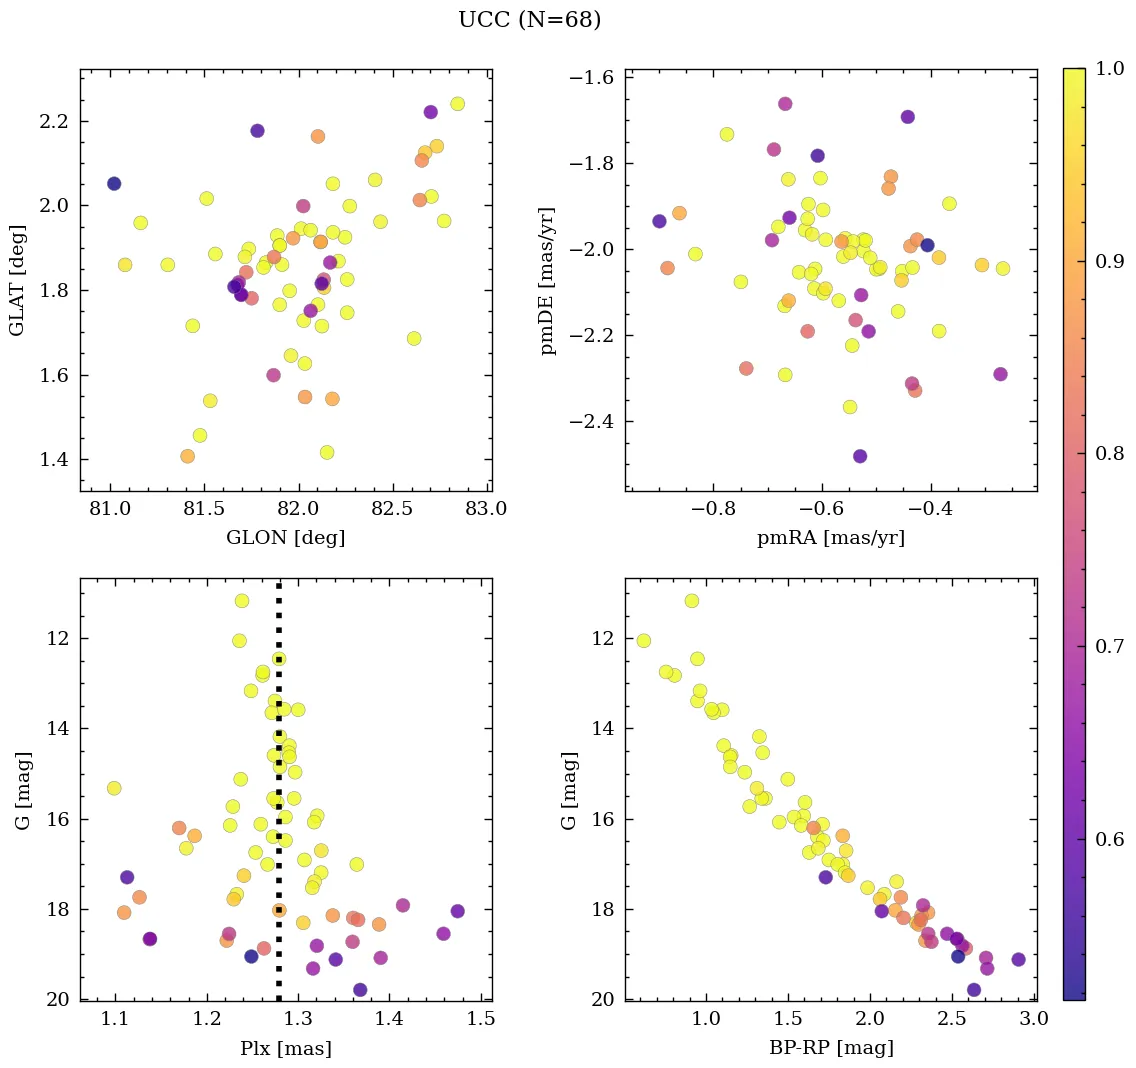 UCC (N=68)
2.2
2.0
1.8
1.6
1.4
GLAT [deg]
81.0 81.5 82.0 82.5 83.0
GLON [deg]
−1.6
−1.8
−2.0
−2.2
−2.4
pmDE [mas/yr]
−0.8 −0.6 −0.4
pmRA [mas/yr]
12
14
16
18
20
G [mag]
1.1 1.2 1.3 1.4 1.5
Plx [mas]
12
14
16
18
20
G [mag]
1.0 1.5 2.0 2.5 3.0
BP-RP [mag]
1.0
0.9
0.8
0.7
0.6